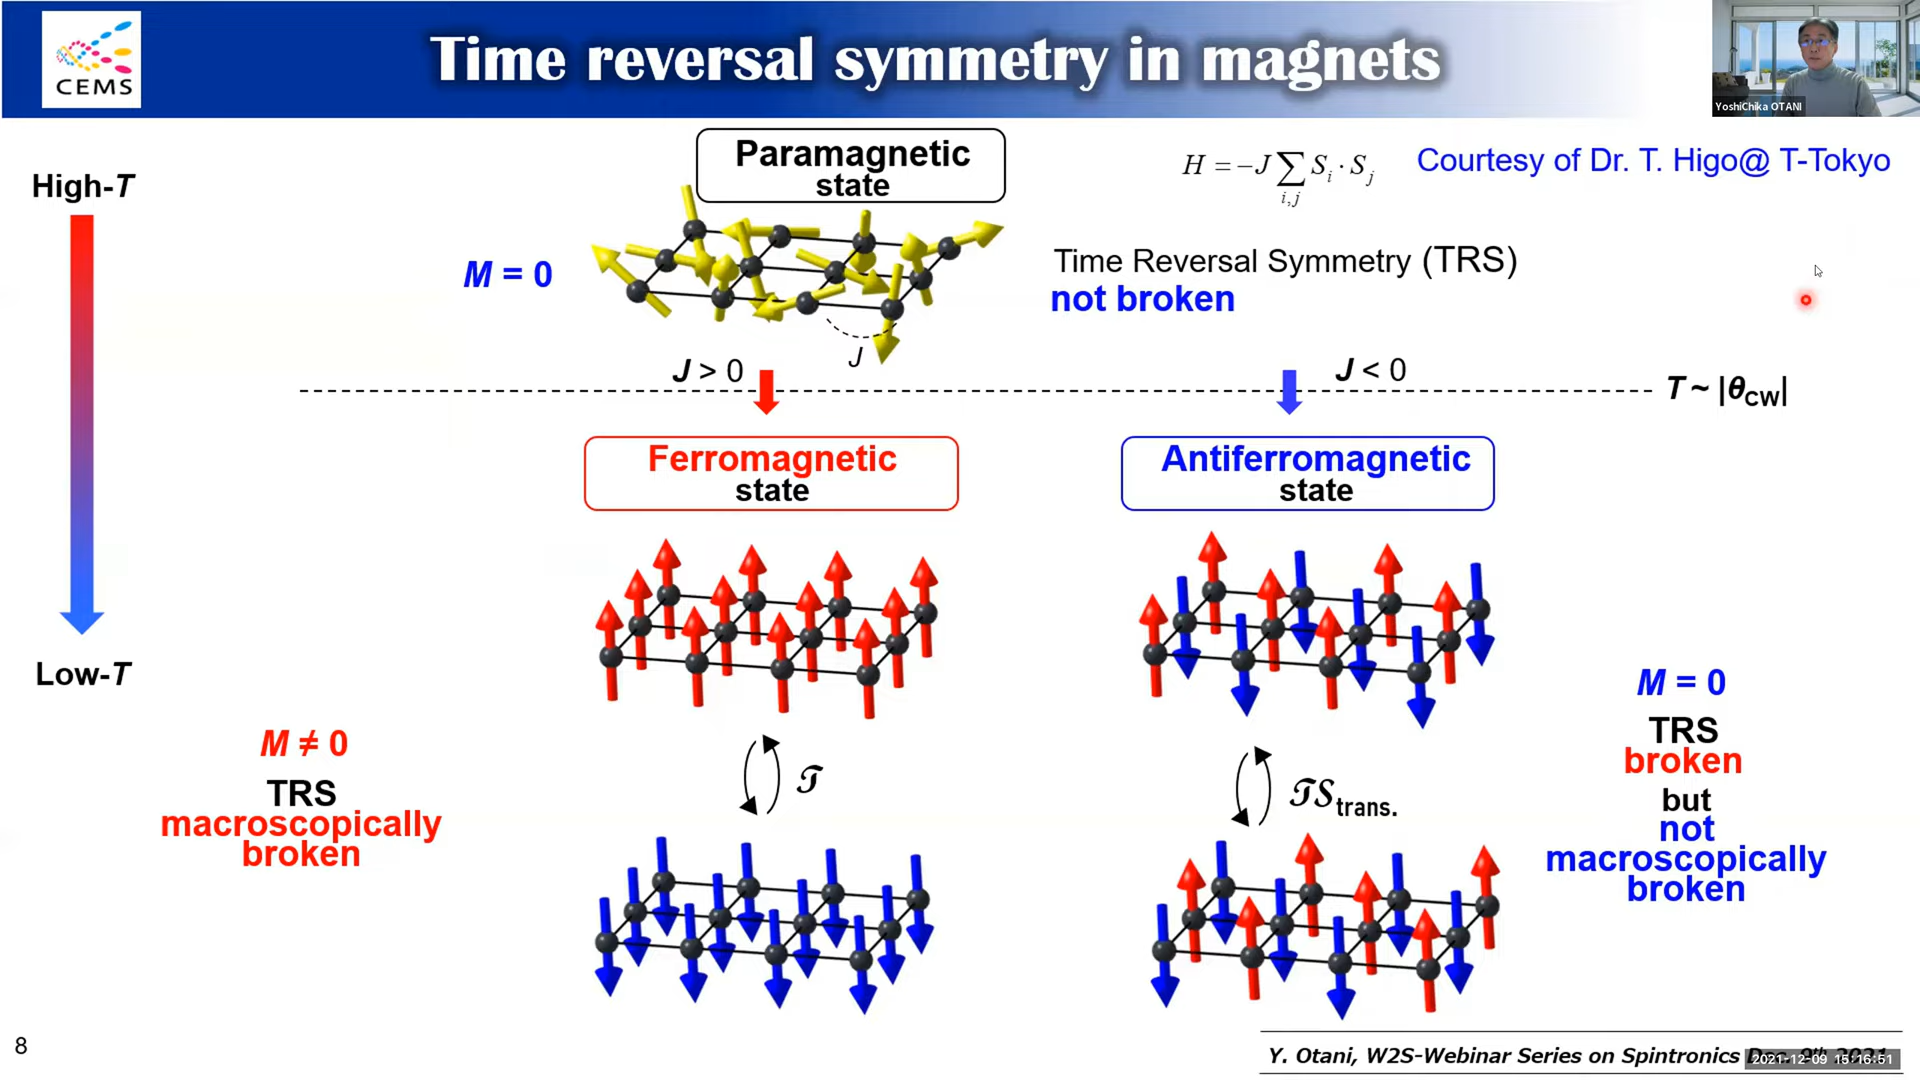 CEMS
Time reversal symmetry in magnets
YoshiChika OTANI
Paramagnetic
state
H = -J∑ S_i · S_j
i,j
Courtesy of Dr. T. Higo@ T-Tokyo
High-T
M = 0
Time Reversal Symmetry (TRS)
not broken
J
J > 0
J < 0
T ~ |θ_CW|
Ferromagnetic
state
Antiferromagnetic
state
Low-T
M ≠ 0
TRS
macroscopically
broken
𝒯
𝒯S_trans.
M = 0
TRS
broken
but
not
macroscopically
broken
8
Y. Otani, W2S-Webinar Series on Spintronics
2021-12-09 15:16:51